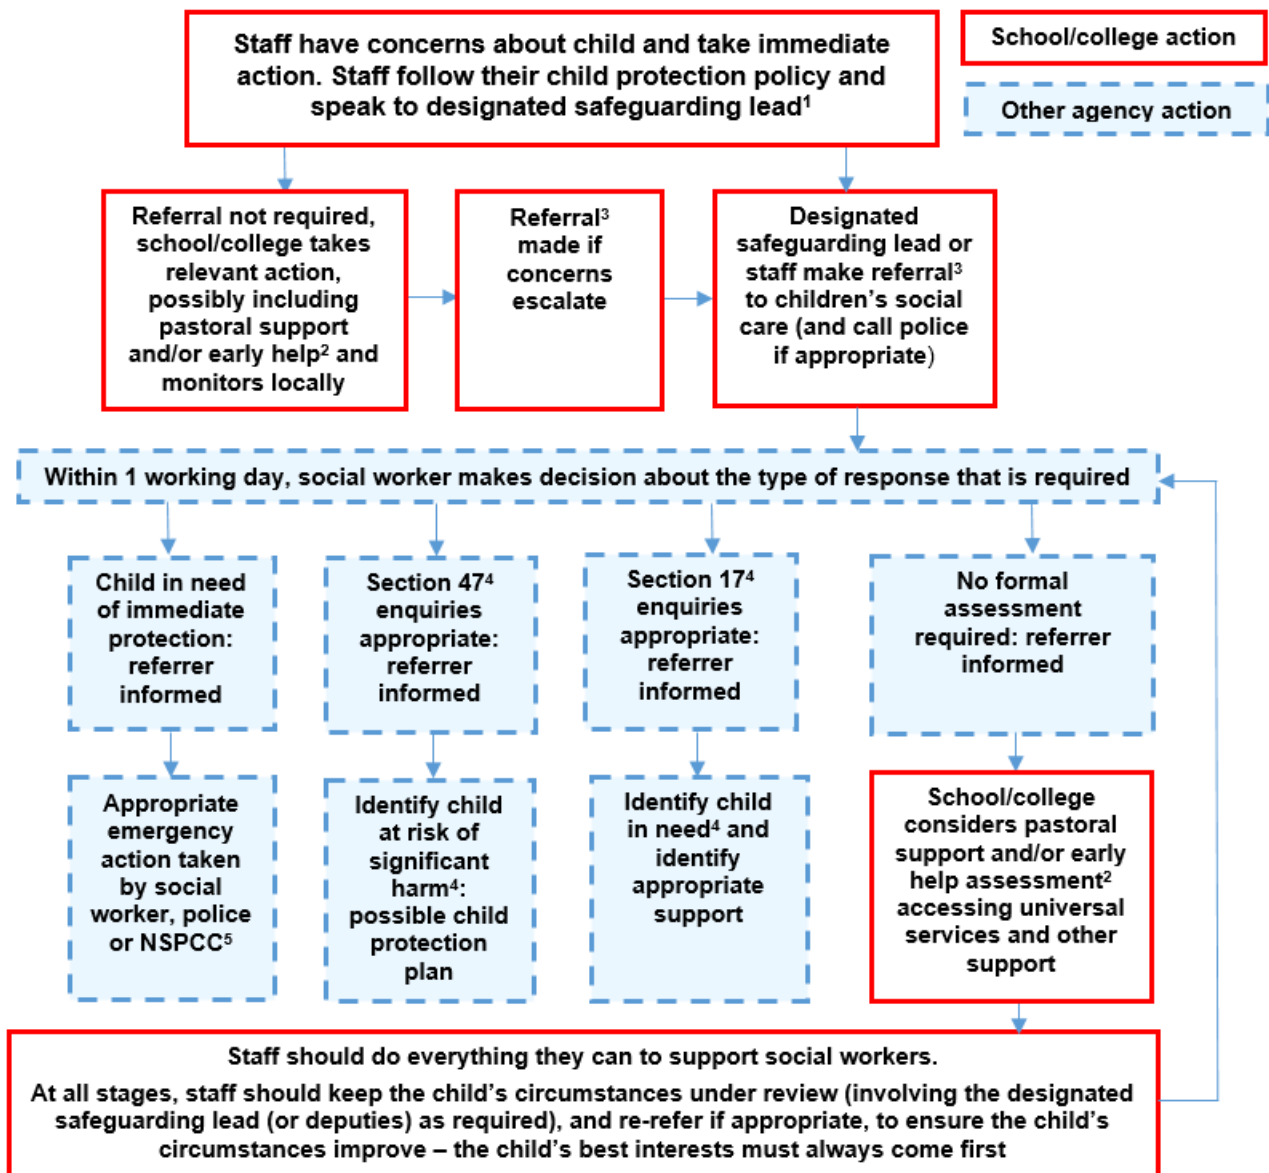 Staff have concerns about child and take immediate
action. Staff follow their child protection policy and
speak to designated safeguarding lead¹
School/college action
Other agency action
Referral not required,
school/college takes
relevant action,
possibly including
pastoral support
and/or early help² and
monitors locally
Referral³
made if
concerns
escalate
Designated
safeguarding lead or
staff make referral³
to children’s social
care (and call police
if appropriate)
Within 1 working day, social worker makes decision about the type of response that is required
Child in need
of immediate
protection:
referrer
informed
Section 47⁴
enquiries
appropriate:
referrer
informed
Section 17⁴
enquiries
appropriate:
referrer
informed
No formal
assessment
required: referrer
informed
Appropriate
emergency
action taken
by social
worker, police
or NSPCC⁵
Identify child
at risk of
significant
harm⁴:
possible child
protection
plan
Identify child
in need⁴ and
identify
appropriate
support
School/college
considers pastoral
support and/or early
help assessment²
accessing universal
services and other
support
Staff should do everything they can to support social workers.
At all stages, staff should keep the child’s circumstances under review (involving the designated
safeguarding lead (or deputies) as required), and re-refer if appropriate, to ensure the child’s
circumstances improve – the child’s best interests must always come first